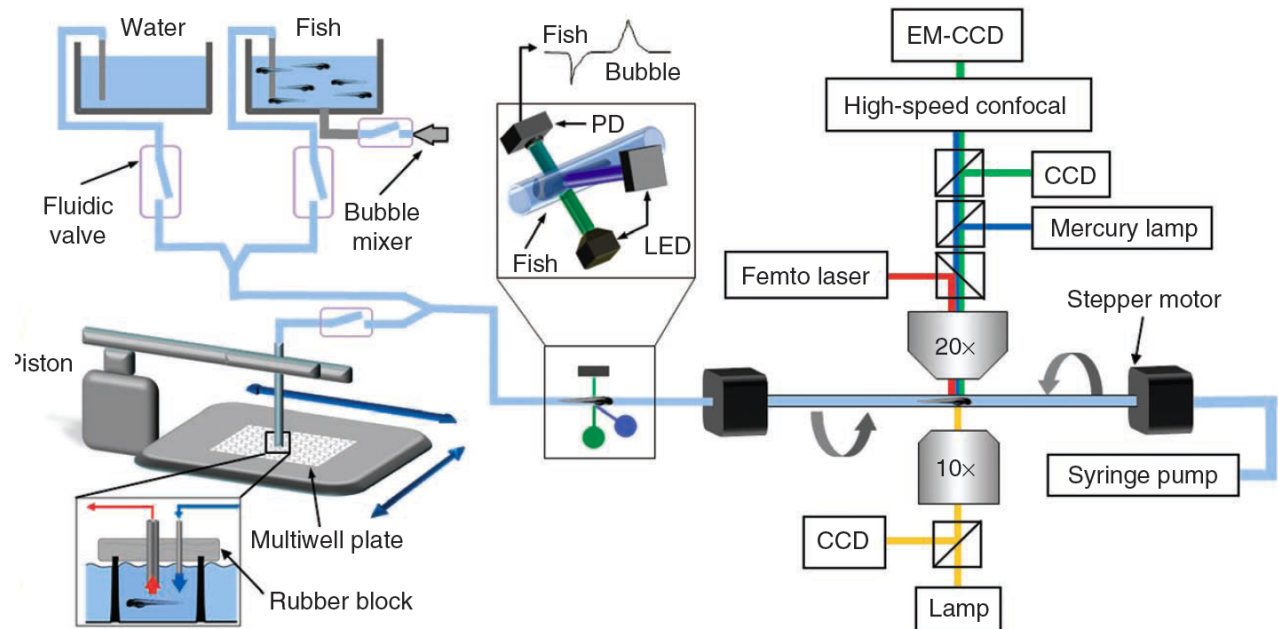 Water
Fish
Fish
Bubble
EM-CCD
High-speed confocal
PD
CCD
Fluidic
valve
Bubble
mixer
Mercury lamp
LED
Fish
Femto laser
Stepper motor
20×
Piston
10×
Syringe pump
Multiwell plate
CCD
Rubber block
Lamp